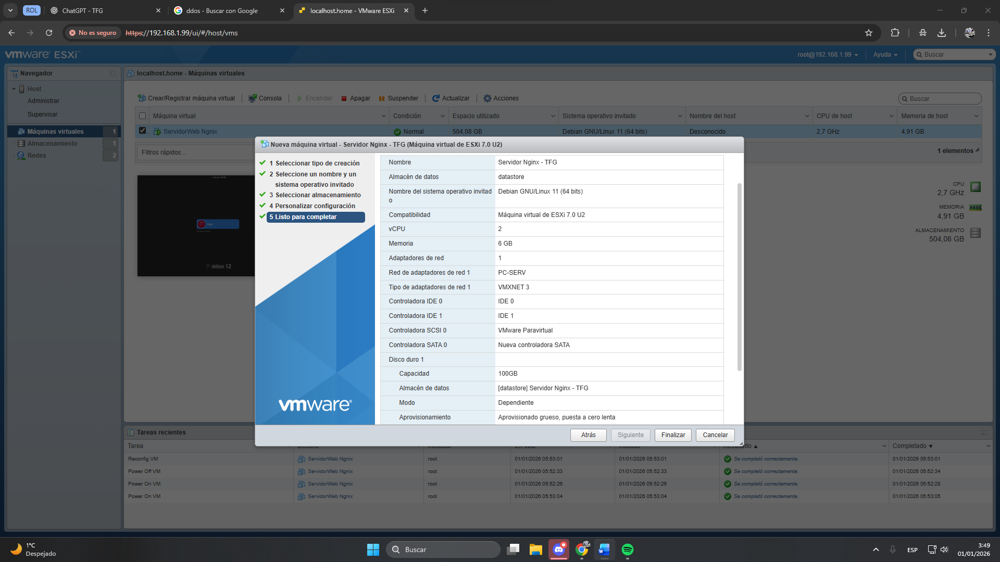 ROL
ChatGPT - TFG
ddos - Buscar con Google
localhost.home - VMware ESXi
No es seguro
https://192.168.1.99/ui/#/host/vms
vmware ESXi™
root@192.168.1.99
Ayuda
Buscar
Navegador
localhost.home - Máquinas virtuales
Host
Administrar
Supervisar
Máquinas virtuales 1
Almacenamiento 1
Redes 2
Crear/Registrar máquina virtual
Consola
Encender
Apagar
Suspender
Actualizar
Acciones
Buscar
Máquina virtual
Condición
Espacio utilizado
Sistema operativo invitado
Nombre del host
CPU de host
Memoria de host
ServidorWeb Ngnix
Normal
504,08 GB
Debian GNU/Linux 11 (64 bits)
Desconocido
2,7 GHz
4,91 GB
Filtros rápidos...
1 elementos
debian 12
CPU
2,7 GHz
MEMORIA
4,91 GB
ALMACENAMIENTO
504,08 GB
Nueva máquina virtual - Servidor Nginx - TFG (Máquina virtual de ESXi 7.0 U2)
1 Seleccionar tipo de creación
2 Seleccione un nombre y un
sistema operativo invitado
3 Seleccionar almacenamiento
4 Personalizar configuración
5 Listo para completar
vmware®
Nombre Servidor Nginx - TFG
Almacén de datos datastore
Nombre del sistema operativo invitad Debian GNU/Linux 11 (64 bits)
o
Compatibilidad Máquina virtual de ESXi 7.0 U2
vCPU 2
Memoria 6 GB
Adaptadores de red 1
Red de adaptadores de red 1 PC-SERV
Tipo de adaptadores de red 1 VMXNET 3
Controladora IDE 0 IDE 0
Controladora IDE 1 IDE 1
Controladora SCSI 0 VMware Paravirtual
Controladora SATA 0 Nueva controladora SATA
Disco duro 1
Capacidad 100GB
Almacén de datos [datastore] Servidor Nginx - TFG
Modo Dependiente
Aprovisionamiento Aprovisionado grueso, puesta a cero lenta
Atrás
Siguiente
Finalizar
Cancelar
Tareas recientes
Tarea
Destino
Iniciador
En cola
Iniciado
Resultado ▲
Completado ▼
Reconfig VM ServidorWeb Ngnix root 01/01/2026 05:53:01 01/01/2026 05:53:01 Se completó correctamente. 01/01/2026 05:53:01
Power Off VM ServidorWeb Ngnix root 01/01/2026 05:52:33 01/01/2026 05:52:33 Se completó correctamente. 01/01/2026 05:52:34
Power On VM ServidorWeb Ngnix root 01/01/2026 05:52:26 01/01/2026 05:52:26 Se completó correctamente. 01/01/2026 05:52:28
Power On VM ServidorWeb Ngnix root 01/01/2026 05:53:04 01/01/2026 05:53:04 Se completó correctamente. 01/01/2026 05:53:05
1°C
Despejado
Buscar
ESP
3:49
01/01/2026